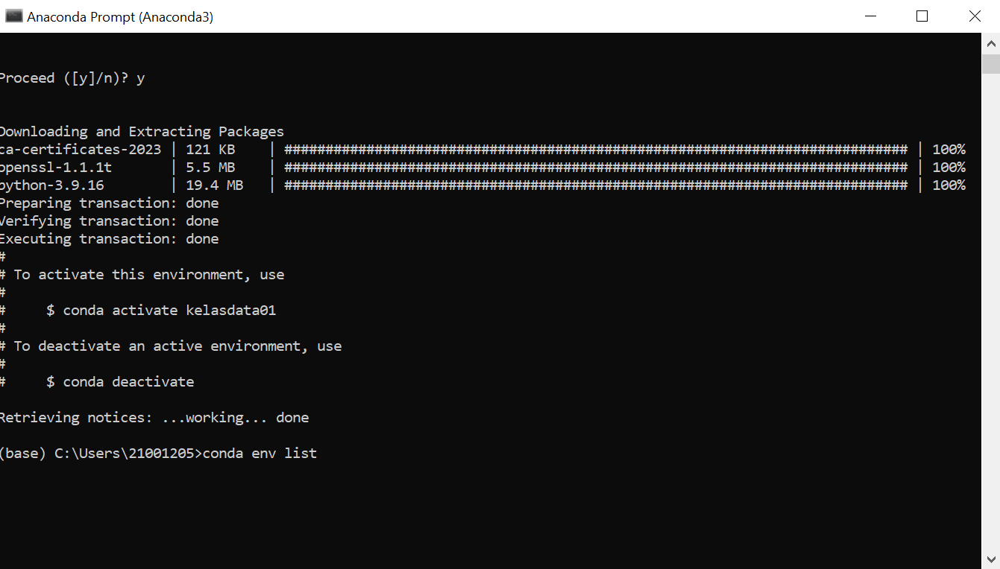 Anaconda Prompt (Anaconda3)
Proceed ([y]/n)? y
Downloading and Extracting Packages
ca-certificates-2023 | 121 KB    | ############################################################################ | 100%
openssl-1.1.1t       | 5.5 MB    | ############################################################################ | 100%
python-3.9.16        | 19.4 MB   | ############################################################################ | 100%
Preparing transaction: done
Verifying transaction: done
Executing transaction: done
#
# To activate this environment, use
#
#     $ conda activate kelasdata01
#
# To deactivate an active environment, use
#
#     $ conda deactivate
Retrieving notices: ...working... done
(base) C:\Users\21001205>conda env list